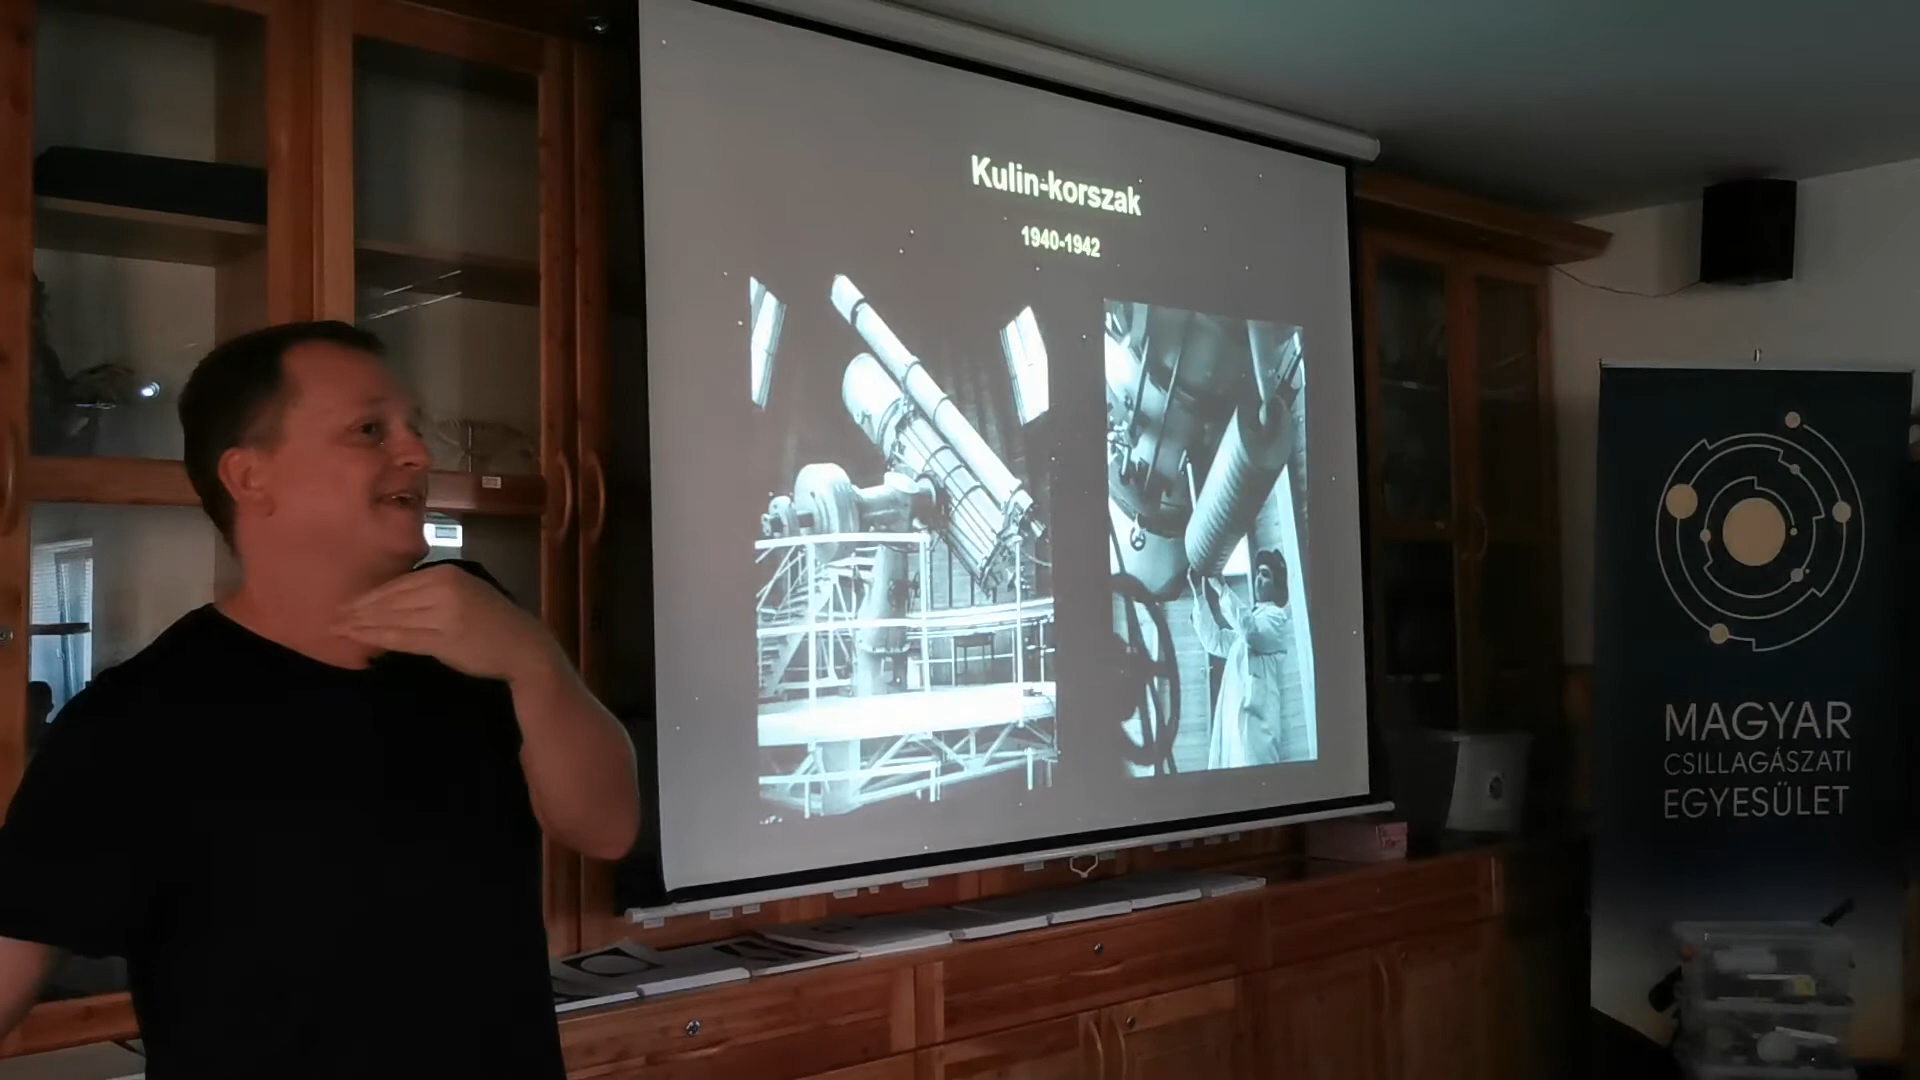 Kulin-korszak
1940-1942
MAGYAR
CSILLAGÁSZATI
EGYESÜLET